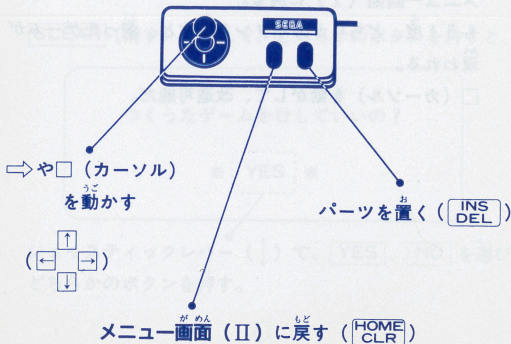 SEGA
⇨や□（カーソル）
を動かす
（↑←→↓）
パーツを置く（INS DEL）
メニュー画面（Ⅱ）に戻す（HOME CLR）